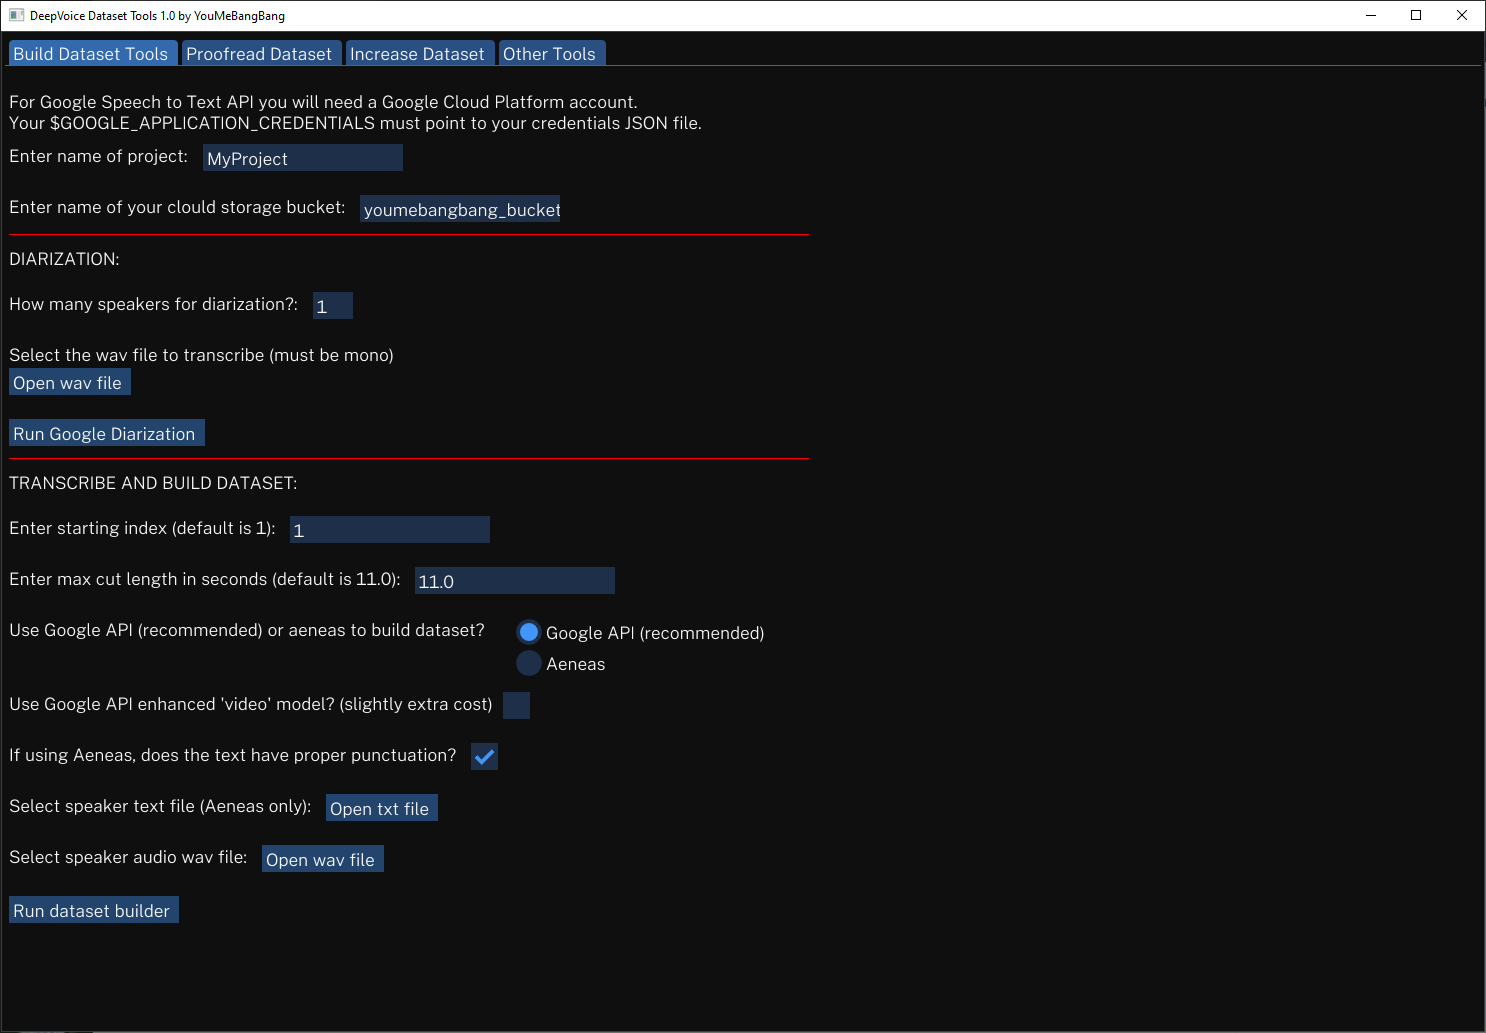 DeepVoice Dataset Tools 1.0 by YouMeBangBang
Build Dataset Tools Proofread Dataset Increase Dataset Other Tools
For Google Speech to Text API you will need a Google Cloud Platform account.
Your $GOOGLE_APPLICATION_CREDENTIALS must point to your credentials JSON file.
Enter name of project: MyProject
Enter name of your clould storage bucket: youmebangbang_bucket
DIARIZATION:
How many speakers for diarization?: 1
Select the wav file to transcribe (must be mono)
Open wav file
Run Google Diarization
TRANSCRIBE AND BUILD DATASET:
Enter starting index (default is 1): 1
Enter max cut length in seconds (default is 11.0): 11.0
Use Google API (recommended) or aeneas to build dataset? Google API (recommended)
Aeneas
Use Google API enhanced 'video' model? (slightly extra cost)
If using Aeneas, does the text have proper punctuation?
Select speaker text file (Aeneas only): Open txt file
Select speaker audio wav file: Open wav file
Run dataset builder